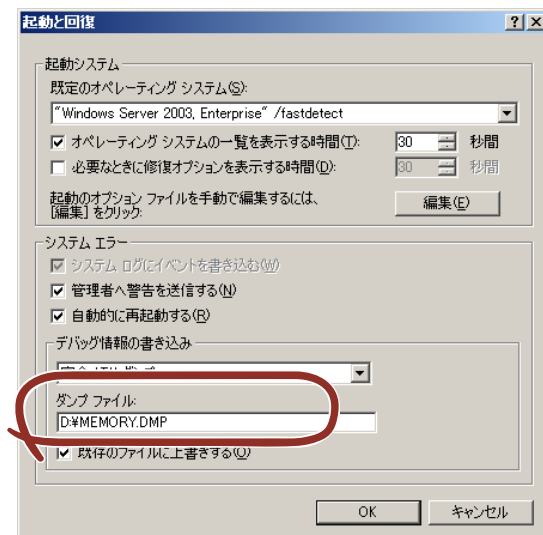 起動と回復
起動システム
既定のオペレーティング システム(S):
"Windows Server 2003, Enterprise" /fastdetect
オペレーティング システムの一覧を表示する時間(T): 30 秒間
必要なときに修復オプションを表示する時間(D): 30 秒間
起動のオプション ファイルを手動で編集するには、
[編集] をクリック:
編集(E)
システム エラー
システム ログにイベントを書き込む(W)
管理者へ警告を送信する(N)
自動的に再起動する(R)
デバッグ情報の書き込み
ダンプ ファイル:
D:¥MEMORY.DMP
既存のファイルに上書きする(O)
OK キャンセル